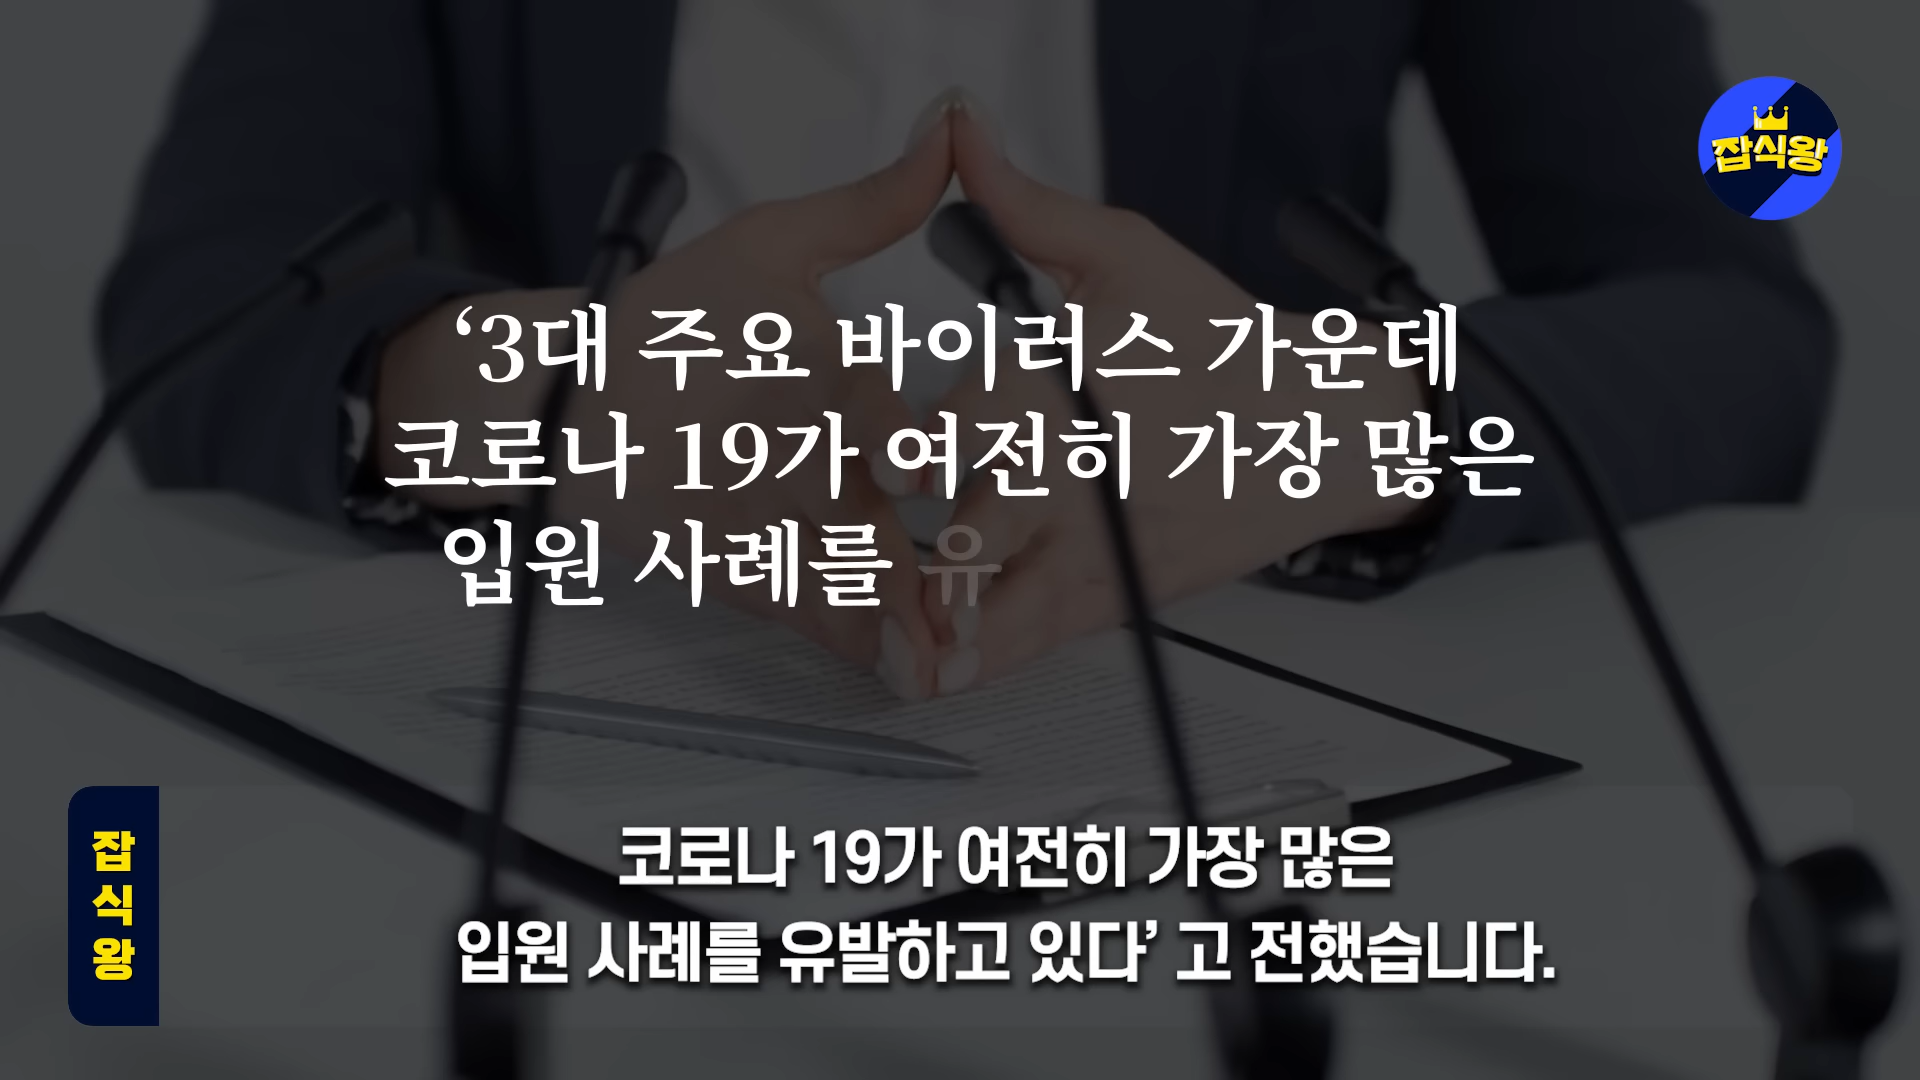 잡식왕
‘3대 주요 바이러스 가운데
코로나 19가 여전히 가장 많은
입원 사례를 유
잡식왕
코로나 19가 여전히 가장 많은
입원 사례를 유발하고 있다’ 고 전했습니다.